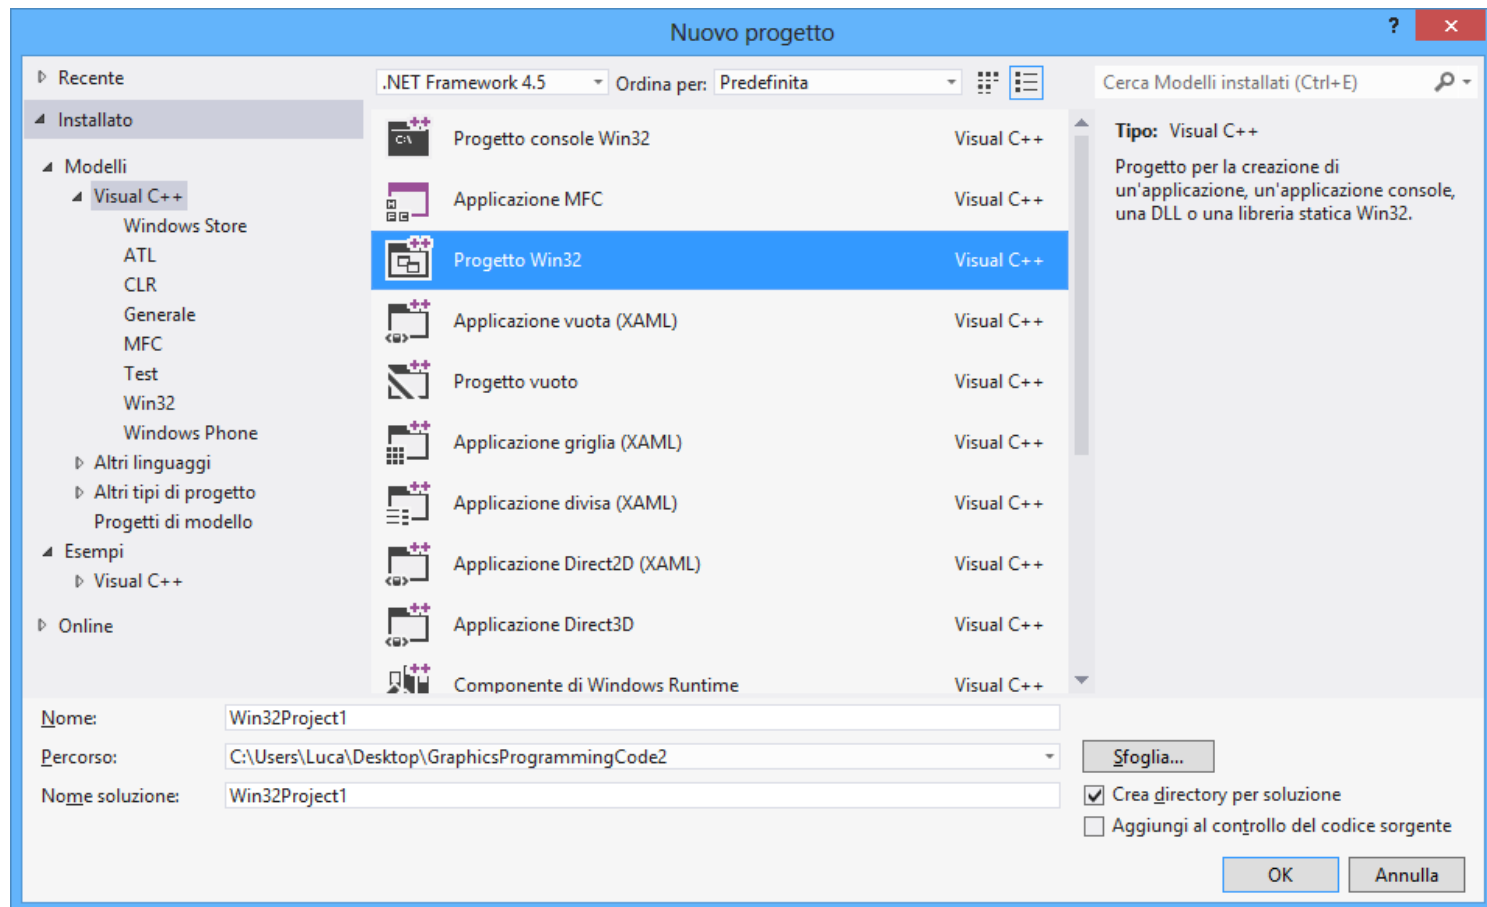 Nuovo progetto
?
Recente
Installato
Modelli
Visual C++
Windows Store
ATL
CLR
Generale
MFC
Test
Win32
Windows Phone
Altri linguaggi
Altri tipi di progetto
Progetti di modello
Esempi
Visual C++
Online
.NET Framework 4.5 Ordina per: Predefinita
Progetto console Win32 Visual C++
Applicazione MFC Visual C++
Progetto Win32 Visual C++
Applicazione vuota (XAML) Visual C++
Progetto vuoto Visual C++
Applicazione griglia (XAML) Visual C++
Applicazione divisa (XAML) Visual C++
Applicazione Direct2D (XAML) Visual C++
Applicazione Direct3D Visual C++
Componente di Windows Runtime Visual C++
Cerca Modelli installati (Ctrl+E)
Tipo: Visual C++
Progetto per la creazione di
un'applicazione, un'applicazione console,
una DLL o una libreria statica Win32.
Nome: Win32Project1
Percorso: C:\Users\Luca\Desktop\GraphicsProgrammingCode2 Sfoglia...
Nome soluzione: Win32Project1
Crea directory per soluzione
Aggiungi al controllo del codice sorgente
OK Annulla